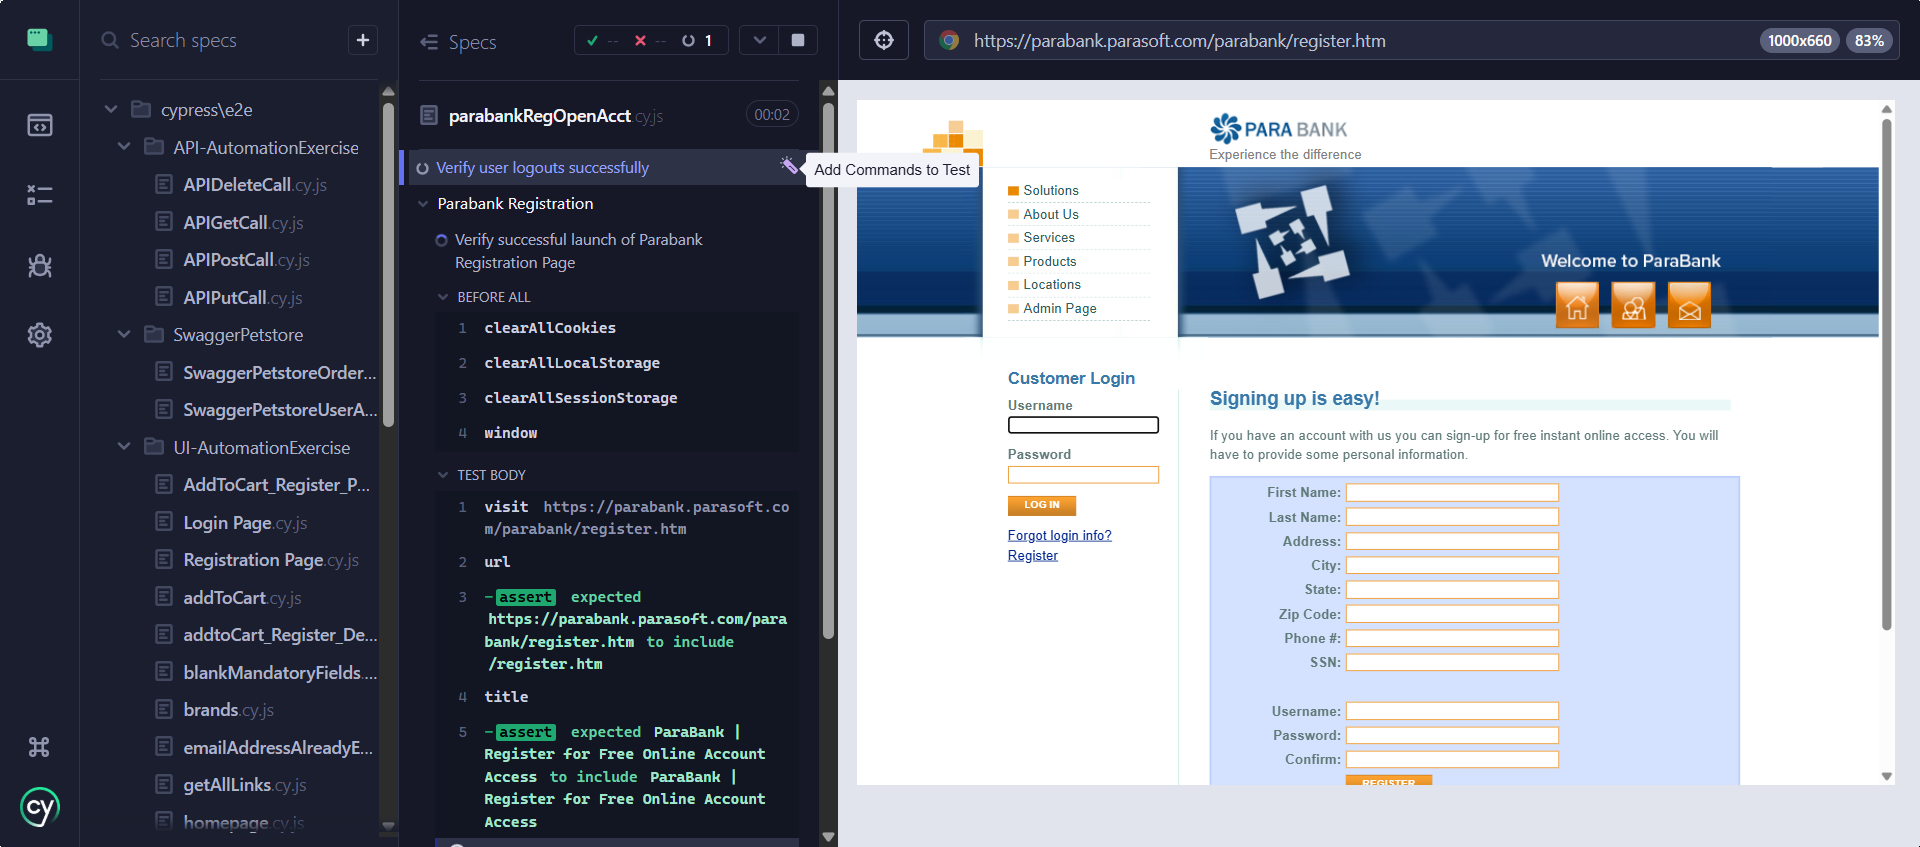 Search specs
+
cypress\e2e
API-AutomationExercise
APIDeleteCall.cy.js
APIGetCall.cy.js
APIPostCall.cy.js
APIPutCall.cy.js
SwaggerPetstore
SwaggerPetstoreOrder...
SwaggerPetstoreUserA...
UI-AutomationExercise
AddToCart_Register_P...
Login Page.cy.js
Registration Page.cy.js
addToCart.cy.js
addtoCart_Register_De...
blankMandatoryFields....
brands.cy.js
emailAddressAlreadyE...
getAllLinks.cy.js
homepage.cy.js
cy
Specs
-- -- 1
parabankRegOpenAcct.cy.js 00:02
Verify user logouts successfully
Add Commands to Test
Parabank Registration
Verify successful launch of Parabank
Registration Page
BEFORE ALL
1 clearAllCookies
2 clearAllLocalStorage
3 clearAllSessionStorage
4 window
TEST BODY
1 visit https://parabank.parasoft.co
m/parabank/register.htm
2 url
3 -assert expected
https://parabank.parasoft.com/para
bank/register.htm to include
/register.htm
4 title
5 -assert expected ParaBank |
Register for Free Online Account
Access to include ParaBank |
Register for Free Online Account
Access
https://parabank.parasoft.com/parabank/register.htm 1000x660 83%
PARA BANK
Experience the difference
Solutions
About Us
Services
Products
Locations
Admin Page
Welcome to ParaBank
Customer Login
Username
Password
LOG IN
Forgot login info?
Register
Signing up is easy!
If you have an account with us you can sign-up for free instant online access. You will
have to provide some personal information.
First Name:
Last Name:
Address:
City:
State:
Zip Code:
Phone #:
SSN:
Username:
Password:
Confirm:
REGISTER